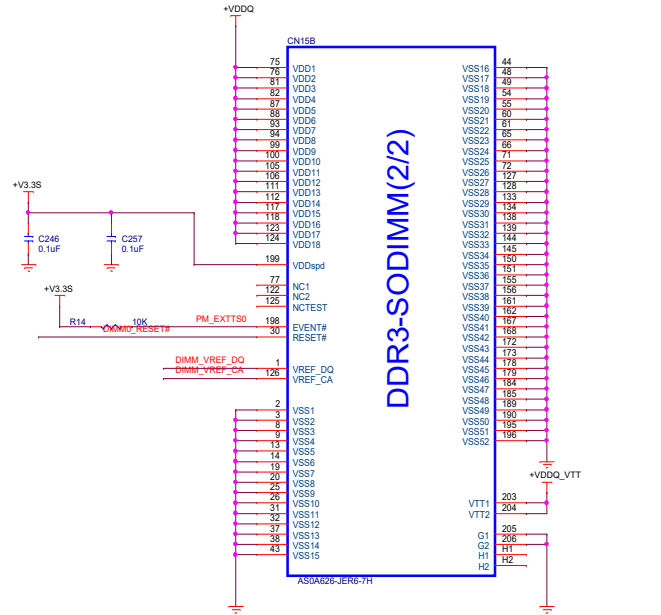 +VDDQ
CN15B
75 VDD1
76 VDD2
81 VDD3
82 VDD4
87 VDD5
88 VDD6
93 VDD7
94 VDD8
99 VDD9
100 VDD10
105 VDD11
106 VDD12
111 VDD13
112 VDD14
117 VDD15
118 VDD16
123 VDD17
124 VDD18
+V3.3S
C246
0.1uF
C257
0.1uF
199 VDDspd
77 NC1
122 NC2
125 NCTEST
+V3.3S
R14 10K PM_EXTTS0 198 EVENT#
DIMM0_RESET# 30 RESET#
DIMM_VREF_DQ 1 VREF_DQ
DIMM_VREF_CA 126 VREF_CA
2 VSS1
3 VSS2
8 VSS3
9 VSS4
13 VSS5
14 VSS6
19 VSS7
20 VSS8
25 VSS9
26 VSS10
31 VSS11
32 VSS12
37 VSS13
38 VSS14
43 VSS15
DDR3-SODIMM(2/2)
VSS16 44
VSS17 48
VSS18 49
VSS19 54
VSS20 55
VSS21 60
VSS22 61
VSS23 65
VSS24 66
VSS25 71
VSS26 72
VSS27 127
VSS28 128
VSS29 133
VSS30 134
VSS31 138
VSS32 139
VSS33 144
VSS34 145
VSS35 150
VSS36 151
VSS37 155
VSS38 156
VSS39 161
VSS40 162
VSS41 167
VSS42 168
VSS43 172
VSS44 173
VSS45 178
VSS46 179
VSS47 184
VSS48 185
VSS49 189
VSS50 190
VSS51 195
VSS52 196
+VDDQ_VTT
VTT1 203
VTT2 204
G1 205
G2 206
H1 H1
H2 H2
AS0A626-JER6-7H